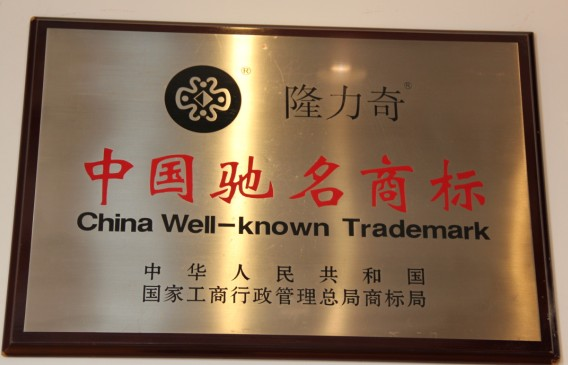 ® 隆力奇®
中国驰名商标
China Well-known Trademark
中华人民共和国
国家工商行政管理总局商标局